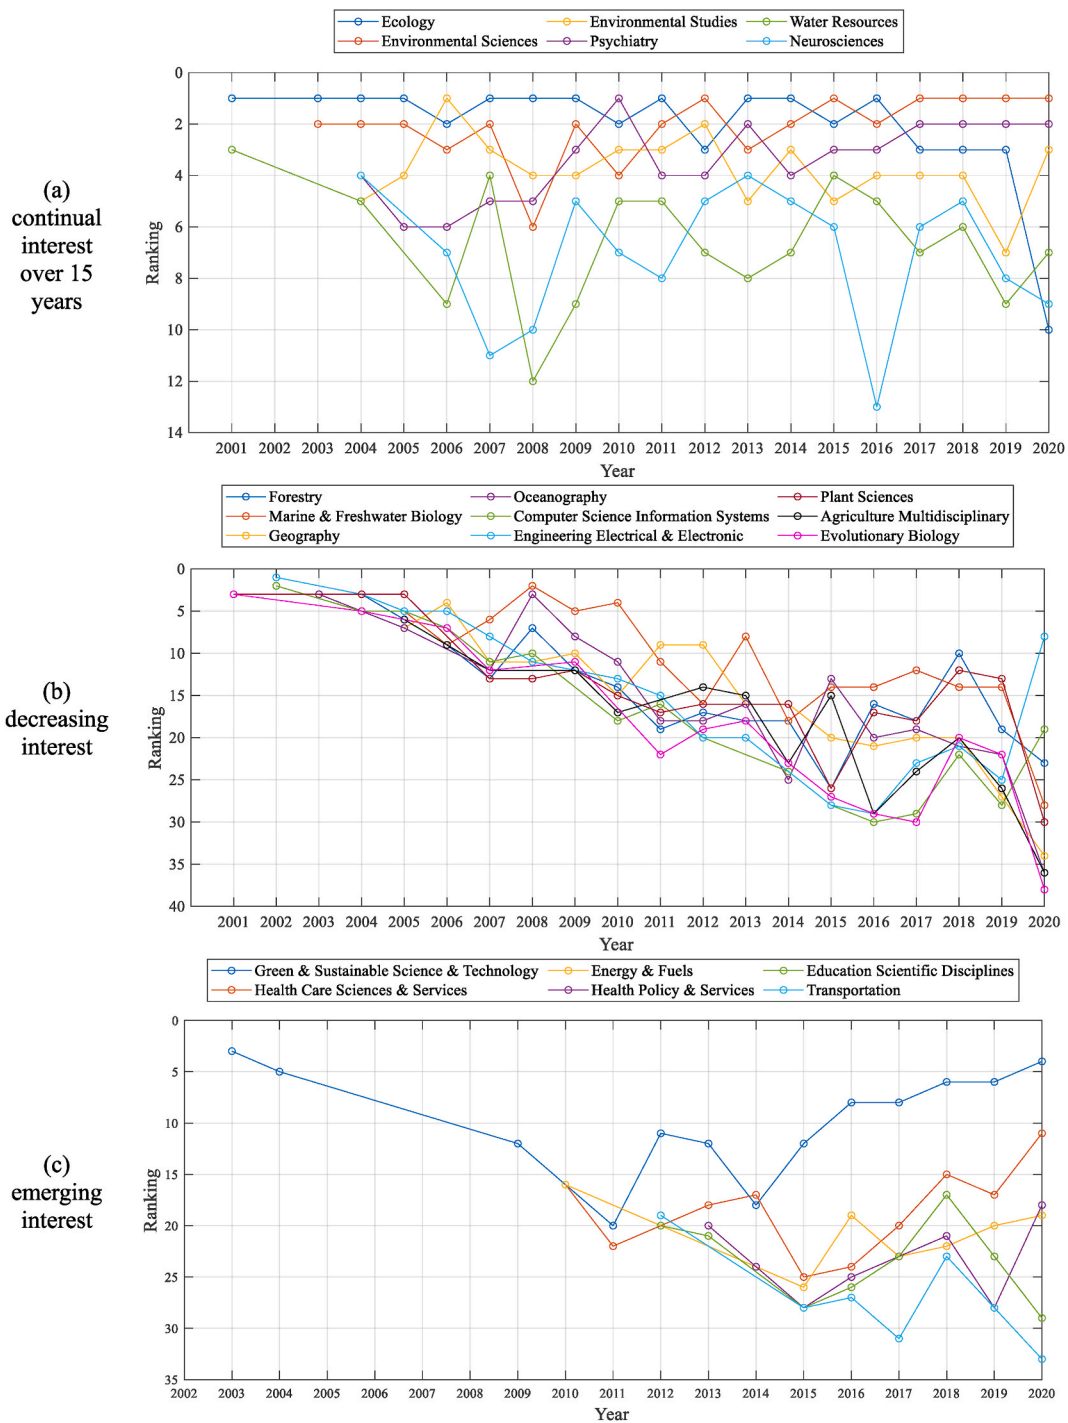 Ecology Environmental Studies Water Resources
Environmental Sciences Psychiatry Neurosciences
(a)
continual
interest
over 15
years
Ranking
0
2
4
6
8
10
12
14
2001 2002 2003 2004 2005 2006 2007 2008 2009 2010 2011 2012 2013 2014 2015 2016 2017 2018 2019 2020
Year
Forestry Oceanography Plant Sciences
Marine & Freshwater Biology Computer Science Information Systems Agriculture Multidisciplinary
Geography Engineering Electrical & Electronic Evolutionary Biology
(b)
decreasing
interest
Ranking
0
5
10
15
20
25
30
35
40
2001 2002 2003 2004 2005 2006 2007 2008 2009 2010 2011 2012 2013 2014 2015 2016 2017 2018 2019 2020
Year
Green & Sustainable Science & Technology Energy & Fuels Education Scientific Disciplines
Health Care Sciences & Services Health Policy & Services Transportation
(c)
emerging
interest
Ranking
0
5
10
15
20
25
30
35
2002 2003 2004 2005 2006 2007 2008 2009 2010 2011 2012 2013 2014 2015 2016 2017 2018 2019 2020
Year